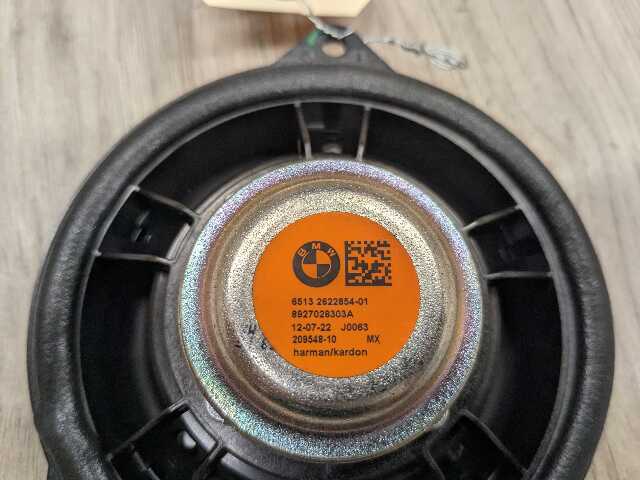 BMW
6513 2622854-01
8927028303A
12-07-22 J0063
209548-10 MX
harman/kardon